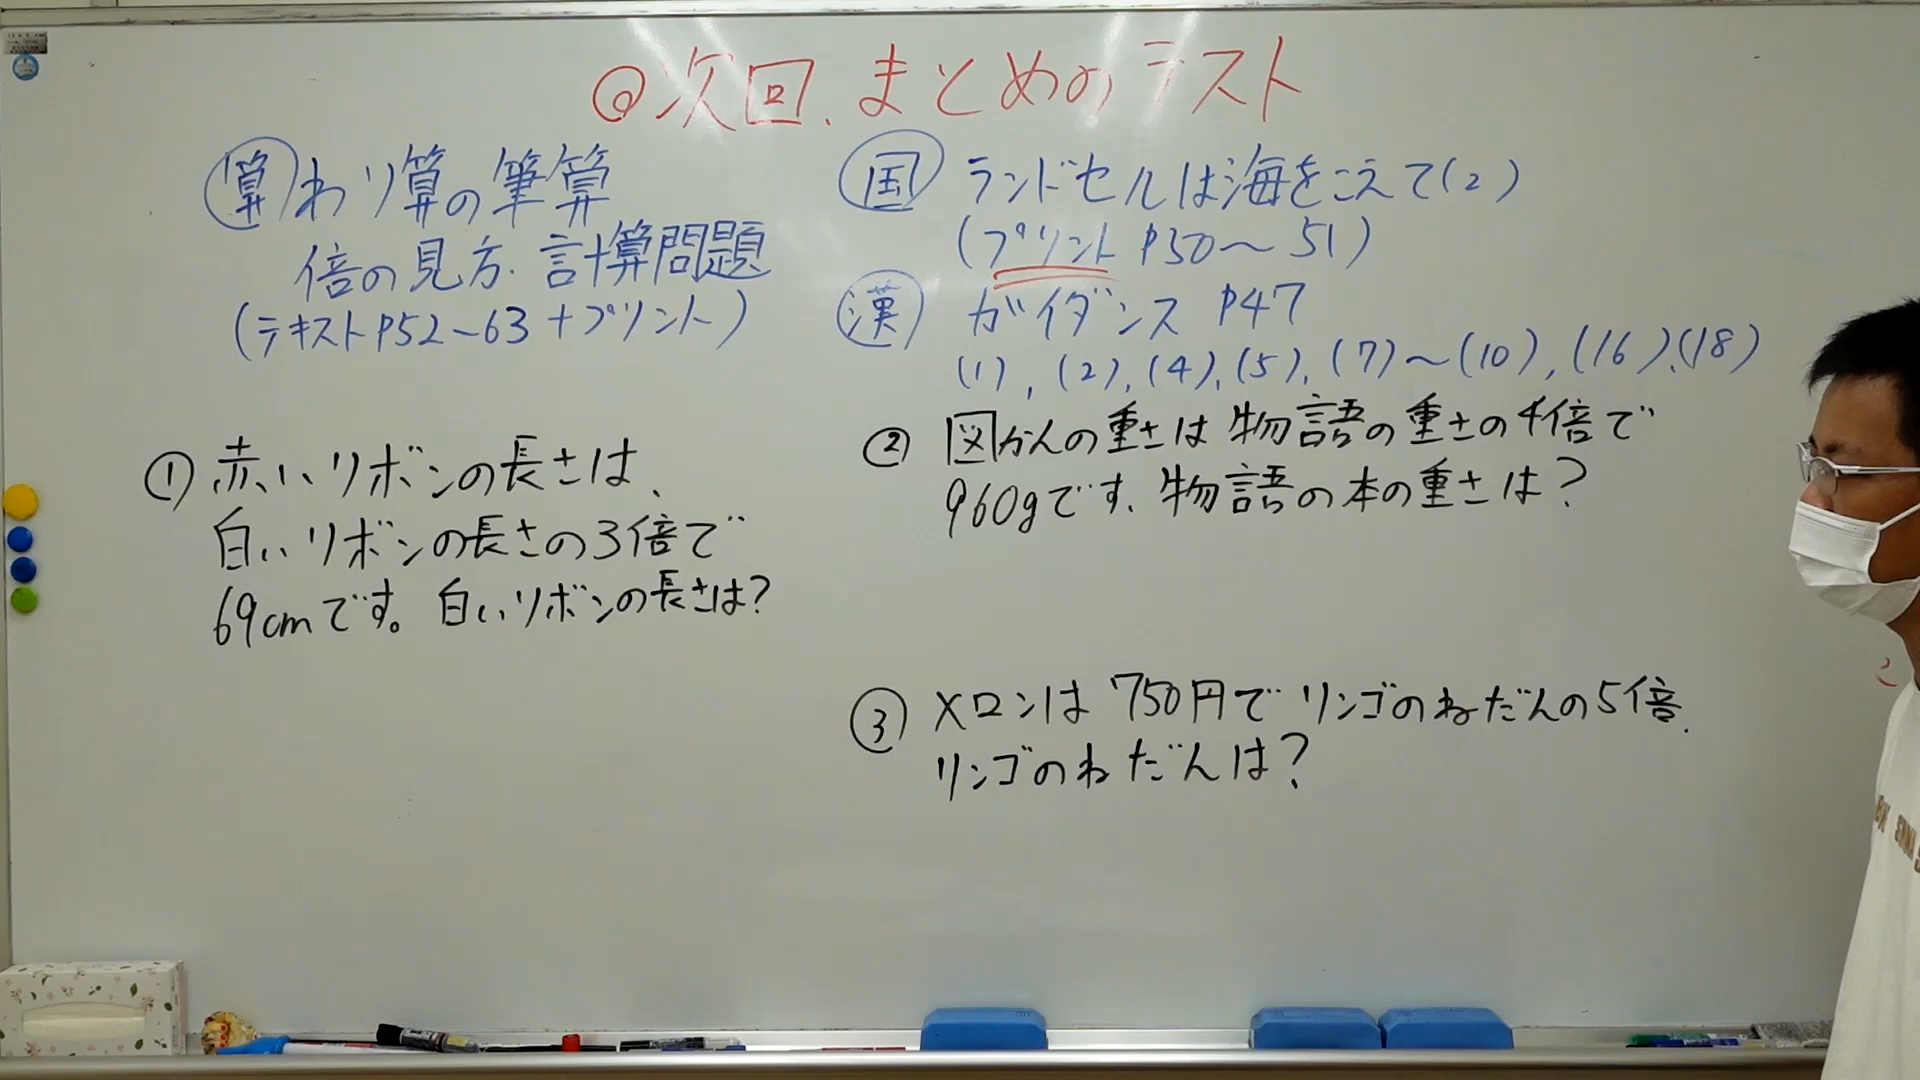 ◎次回、まとめのテスト
算 わり算の筆算
倍の見方、計算問題
(テキストP52~63+プリント)
国 ランドセルは海をこえて(2)
(プリント P50~51)
漢 ガイダンス P47
(1),(2),(4),(5),(7)~(10),(16),(18)
① 赤いリボンの長さは、
白いリボンの長さの3倍で
69cmです。白いリボンの長さは?
② 図かんの重さは物語の重さの4倍で
960gです。物語の本の重さは?
③ メロンは750円でリンゴのねだんの5倍.
リンゴのねだんは?